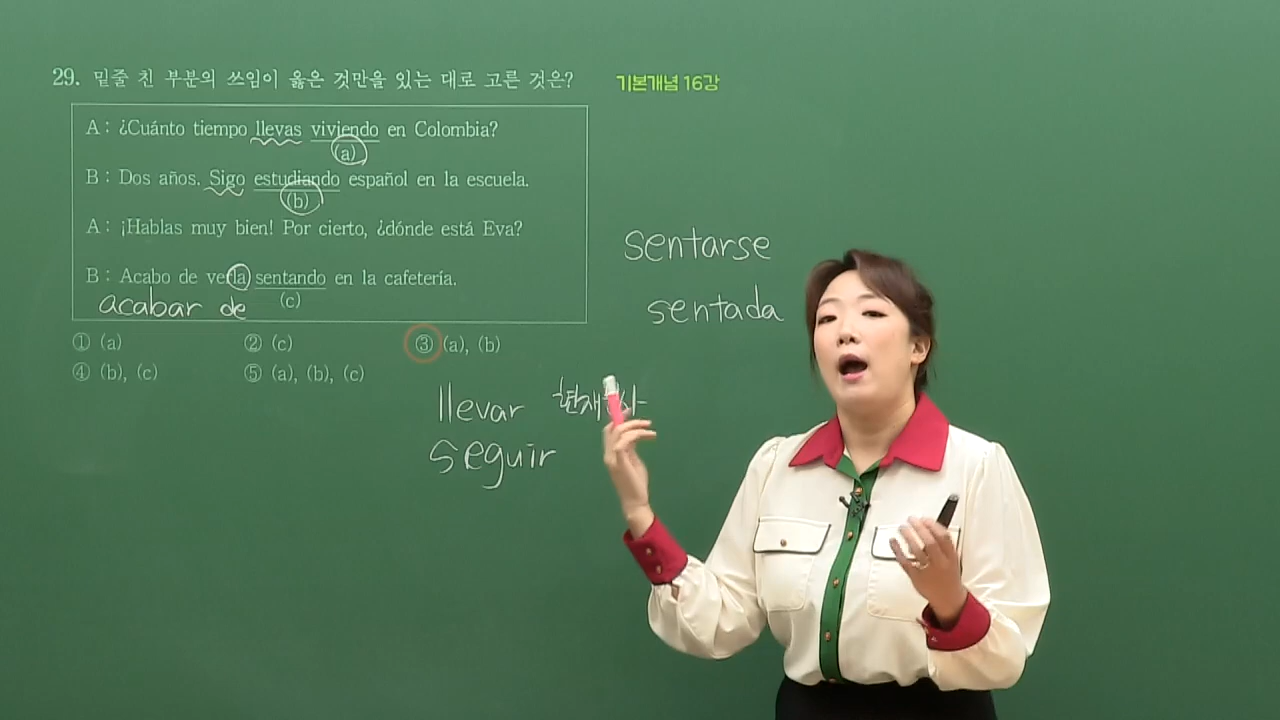 29. 밑줄 친 부분의 쓰임이 옳은 것만을 있는 대로 고른 것은? 기본개념 16강
A : ¿Cuánto tiempo llevas viviendo en Colombia?
(a)
B : Dos años. Sigo estudiando español en la escuela.
(b)
A : ¡Hablas muy bien! Por cierto, ¿dónde está Eva?
B : Acabo de verla sentando en la cafetería.
(c)
acabar de
① (a) ② (c) ③ (a), (b)
④ (b), (c) ⑤ (a), (b), (c)
sentarse
sentada
llevar
seguir